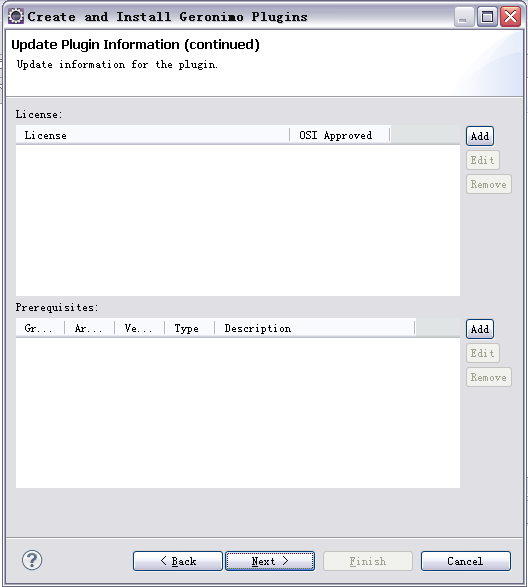 Create and Install Geronimo Plugins
Update Plugin Information (continued)
Update information for the plugin.
License:
License OSI Approved
Add
Edit
Remove
Prerequisites:
Gr... Ar... Ve... Type Description
Add
Edit
Remove
? < Back Next > Finish Cancel